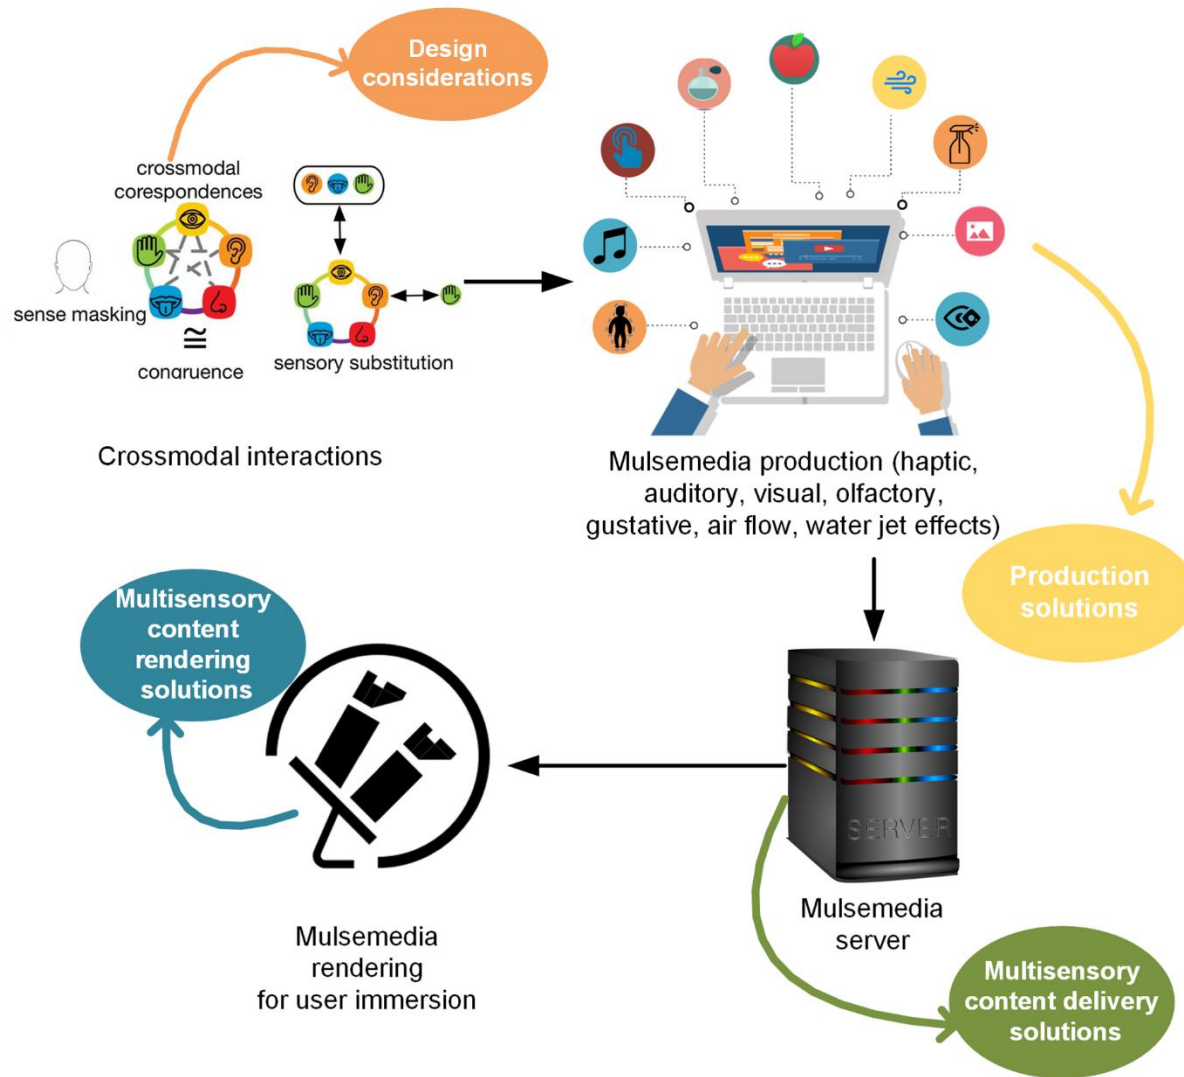 Design
considerations
crossmodal
corespondences
sense masking
≅
congruence
sensory substitution
Crossmodal interactions
Mulsemedia production (haptic,
auditory, visual, olfactory,
gustative, air flow, water jet effects)
Production
solutions
Multisensory
content
rendering
solutions
SERVER
Mulsemedia
server
Mulsemedia
rendering
for user immersion
Multisensory
content delivery
solutions